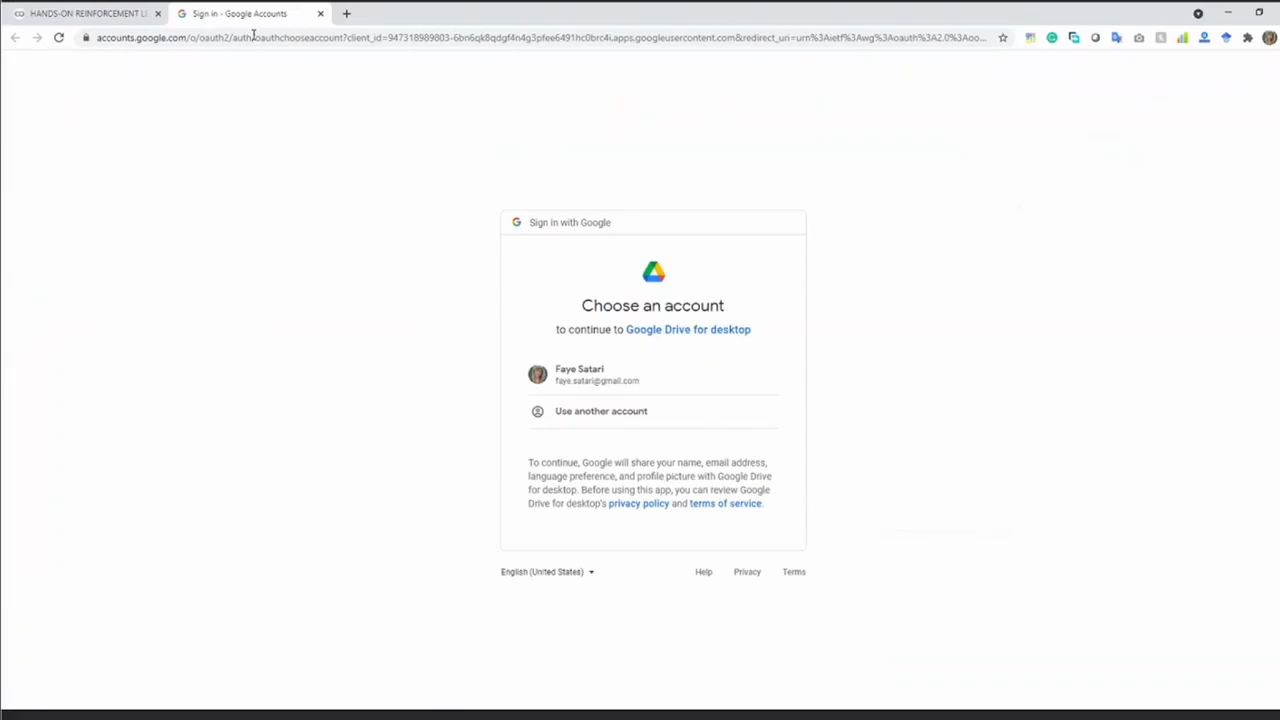 HANDS-ON REINFORCEMENT LE
Sign in - Google Accounts
accounts.google.com/o/oauth2/auth/oauthchooseaccount?client_id=947318989803-6bn6qk8qdgf4n4g3pfee6491hc0brc4i.apps.googleusercontent.com&redirect_uri=urn%3Aietf%3Awg%3Aoauth%3A2.0%3Aoo...
Sign in with Google
Choose an account
to continue to Google Drive for desktop
Faye Satari
faye.satari@gmail.com
Use another account
To continue, Google will share your name, email address,
language preference, and profile picture with Google Drive
for desktop. Before using this app, you can review Google
Drive for desktop's privacy policy and terms of service.
English (United States)
Help
Privacy
Terms